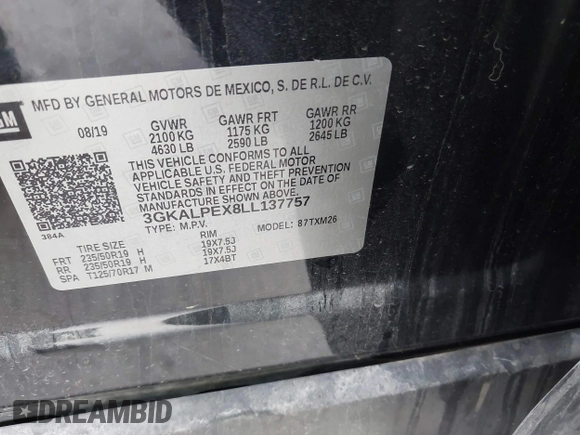 GM
MFD BY GENERAL MOTORS DE MEXICO, S. DE R.L. DE C.V.
08/19 GVWR GAWR FRT GAWR RR
2100 KG 1175 KG 1200 KG
4630 LB 2590 LB 2645 LB
THIS VEHICLE CONFORMS TO ALL
APPLICABLE U.S. FEDERAL MOTOR
VEHICLE SAFETY AND THEFT PREVENTION
STANDARDS IN EFFECT ON THE DATE OF
MANUFACTURE SHOWN ABOVE.
3GKALPEX8LL137757
384A TYPE: M.P.V. MODEL: 87TXM26
TIRE SIZE RIM
FRT 235/50R19 H 19X7.5J
RR 235/50R19 H 19X7.5J
SPA T125/70R17 M 17X4BT
DREAMBID